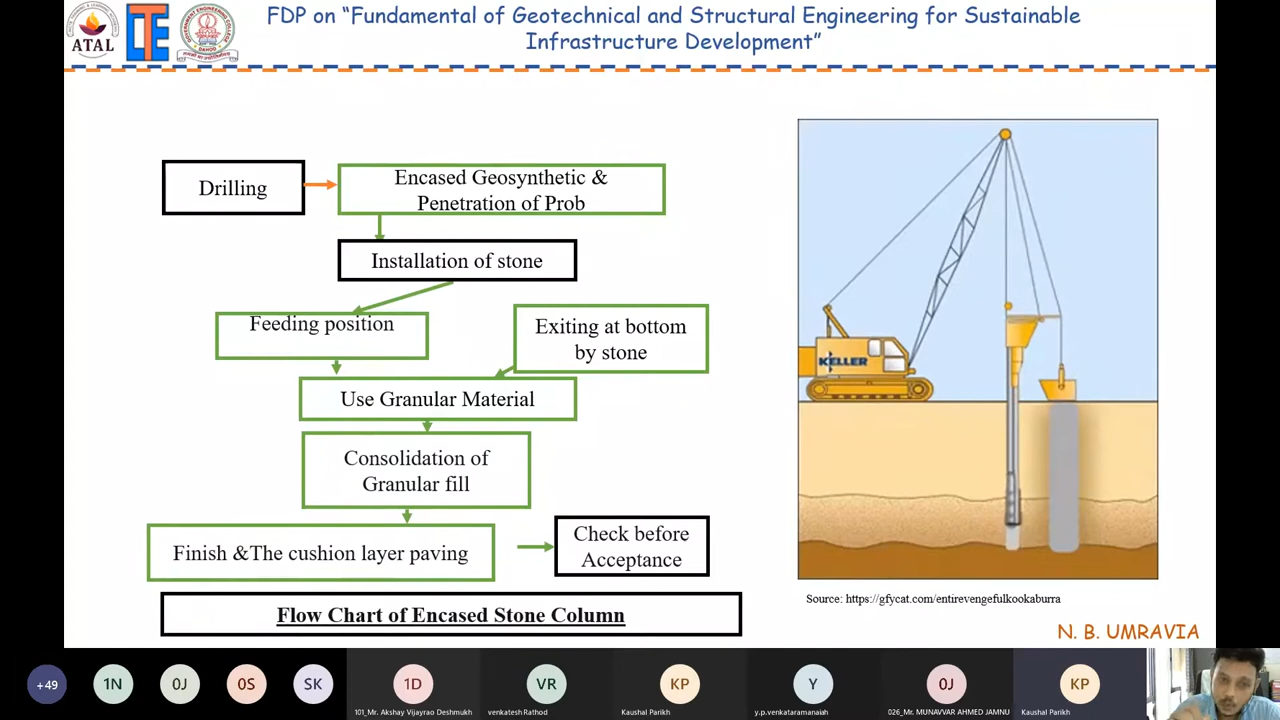 FDP on “Fundamental of Geotechnical and Structural Engineering for Sustainable
Infrastructure Development”
ATAL
LTE
Drilling
Encased Geosynthetic &
Penetration of Prob
Installation of stone
Feeding position
Exiting at bottom
by stone
Use Granular Material
Consolidation of
Granular fill
Finish &The cushion layer paving
Check before
Acceptance
Flow Chart of Encased Stone Column
KELLER
Source: https://gfycat.com/entirevengefulkookaburra
N. B. UMRAVIA
+49
1N
0J
0S
SK
1D
VR
KP
Y
0J
KP
101_Mr. Akshay Vijayrao Deshmukh
venkatesh Rathod
Kaushal Parikh
y.p.venkataramanaiah
026_Mr. MUNAVVAR AHMED JAMNU
Kaushal Parikh